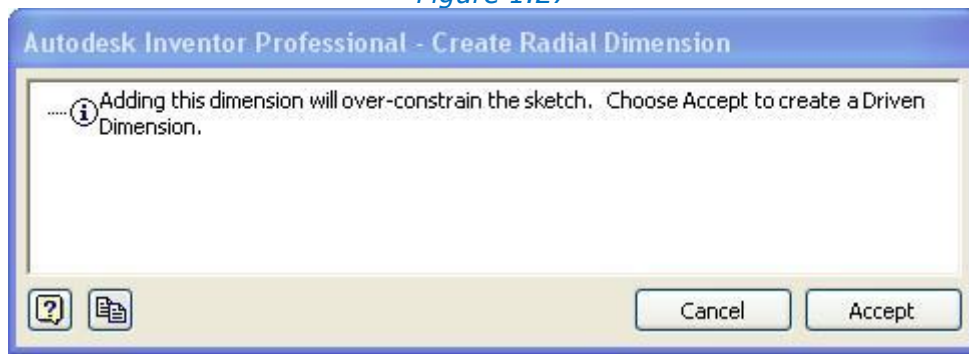 Figure 1.27
Autodesk Inventor Professional - Create Radial Dimension
Adding this dimension will over-constrain the sketch.  Choose Accept to create a Driven
Dimension.
Cancel
Accept